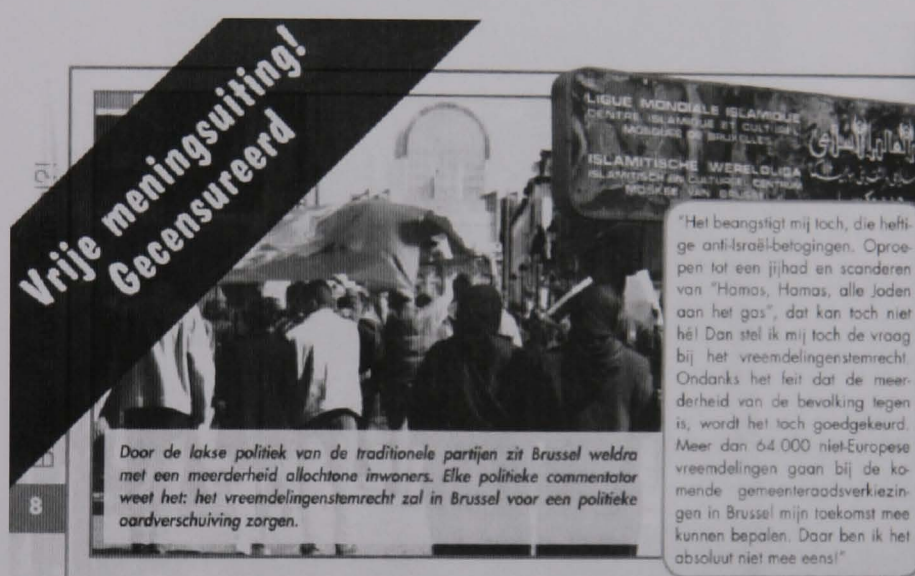 Vrije meningsuiting!
Gecensureerd
LIGUE MONDIALE ISLAMIQUE
CENTRE ISLAMIQUE ET CULTUREL
MOSQUEE DE BRUXELLES
ISLAMITISCHE WERELDLIGA
ISLAMITISCH EN CULTUREEL CENTRUM
MOSKEE VAN
"Het beangstigt mij toch, die hefti-
ge anti-Israël-betogingen. Oproe-
pen tot een jijhad en scanderen
van "Hamas, Hamas, alle Joden
aan het gas", dat kan toch niet
hé! Dan stel ik mij toch de vraag
bij het vreemdelingenstemrecht.
Ondanks het feit dat de meer-
derheid van de bevolking tegen
is, wordt het toch goedgekeurd.
Meer dan 64 000 niet-Europese
vreemdelingen gaan bij de ko-
mende gemeenteraadsverkiezin-
gen in Brussel mijn toekomst mee
kunnen bepalen. Daar ben ik het
absoluut niet mee eens!"
Door de lakse politiek van de traditionele partijen zit Brussel weldra
met een meerderheid allochtone inwoners. Elke politieke commentator
weet het: het vreemdelingenstemrecht zal in Brussel voor een politieke
aardverschuiving zorgen.
8